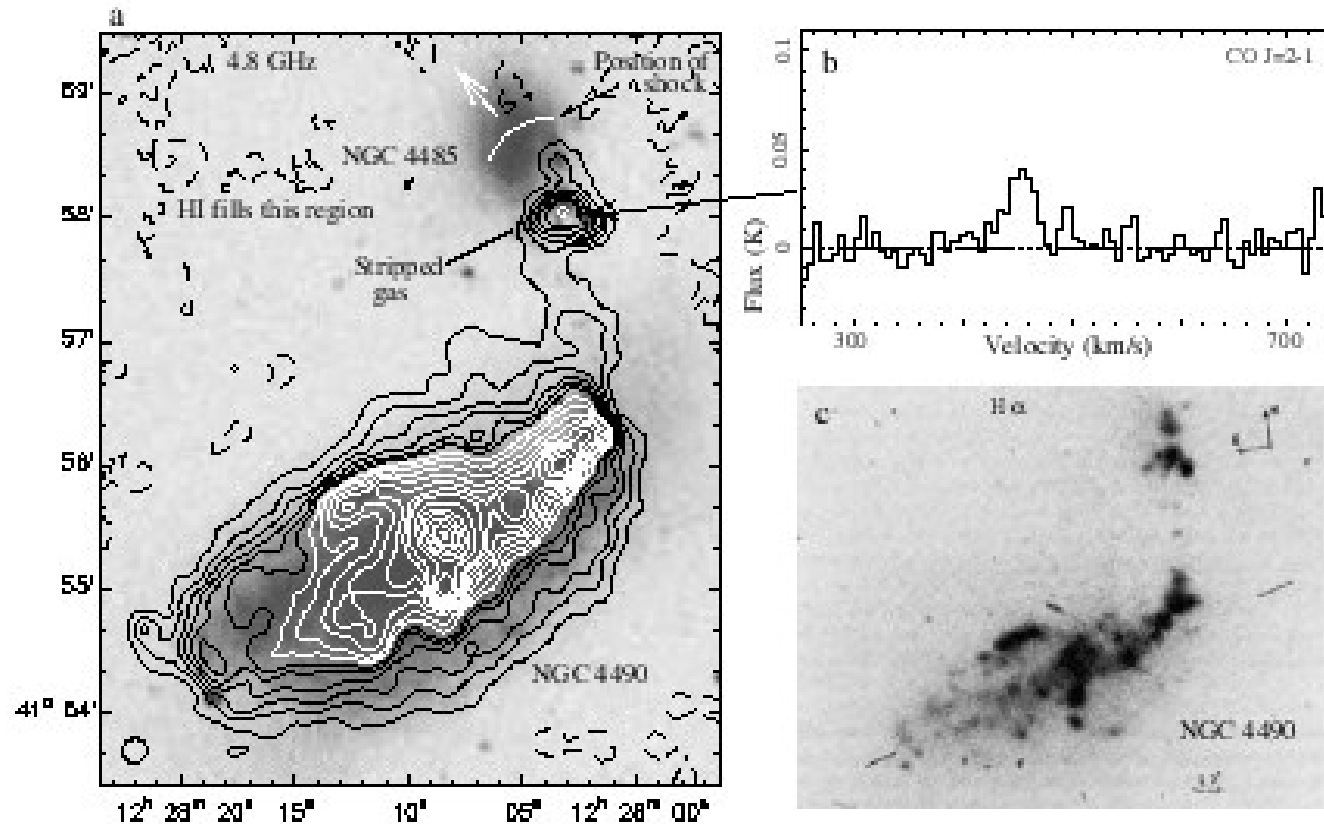 a
4.8 GHz
Position of
shock
NGC 4485
HI fills this region
Stripped
gas
NGC 4490
59'
58'
57'
56'
55'
41° 54'
12ʰ 28ᵐ 20ˢ 15ˢ 10ˢ 05ˢ 12ʰ 28ᵐ 00ˢ
b
CO J=2-1
0.1
0.05
0
Flux (K)
300
700
Velocity (km/s)
c
Hα
NGC 4490